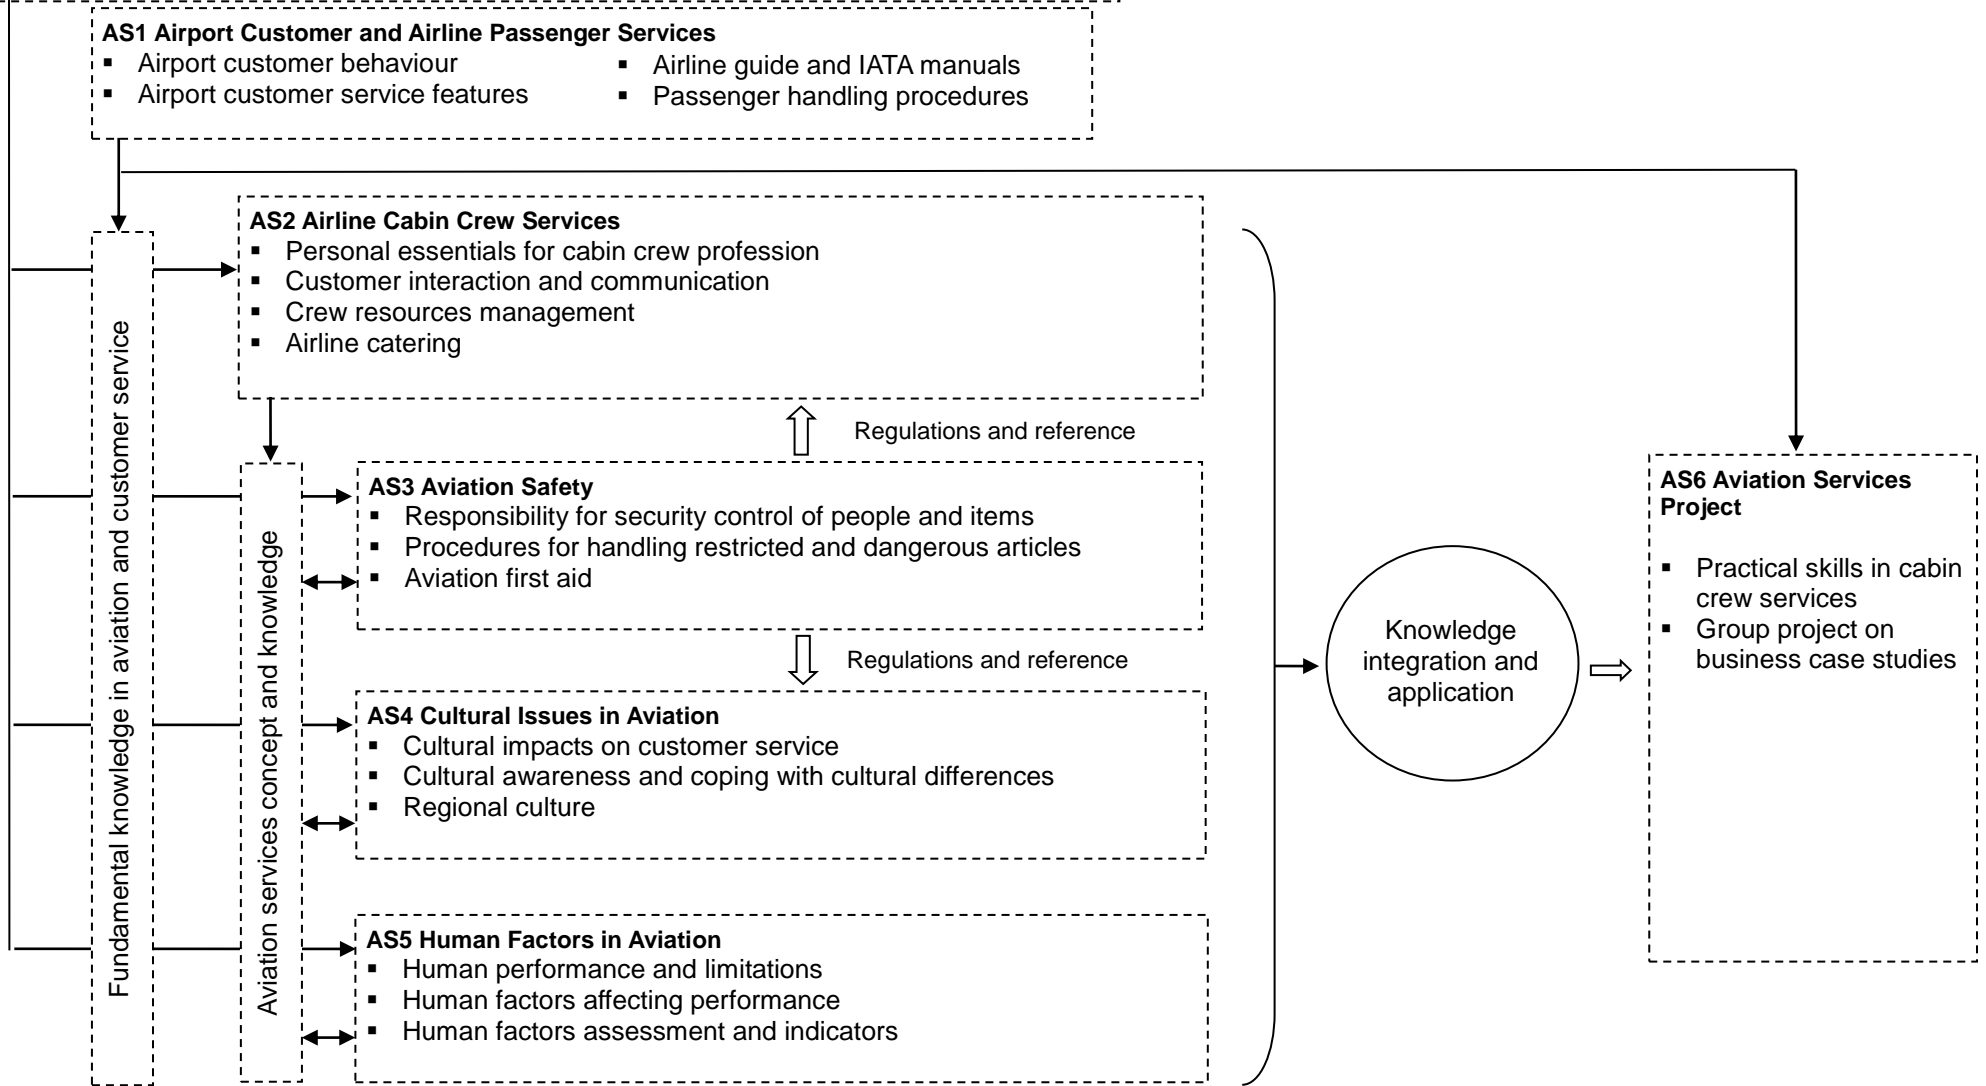 AS1 Airport Customer and Airline Passenger Services
▪ Airport customer behaviour
▪ Airport customer service features
▪ Airline guide and IATA manuals
▪ Passenger handling procedures
Fundamental knowledge in aviation and customer service
AS2 Airline Cabin Crew Services
▪ Personal essentials for cabin crew profession
▪ Customer interaction and communication
▪ Crew resources management
▪ Airline catering
Regulations and reference
Aviation services concept and knowledge
AS3 Aviation Safety
▪ Responsibility for security control of people and items
▪ Procedures for handling restricted and dangerous articles
▪ Aviation first aid
Regulations and reference
AS4 Cultural Issues in Aviation
▪ Cultural impacts on customer service
▪ Cultural awareness and coping with cultural differences
▪ Regional culture
AS5 Human Factors in Aviation
▪ Human performance and limitations
▪ Human factors affecting performance
▪ Human factors assessment and indicators
Knowledge
integration and
application
AS6 Aviation Services
Project
▪ Practical skills in cabin
crew services
▪ Group project on
business case studies